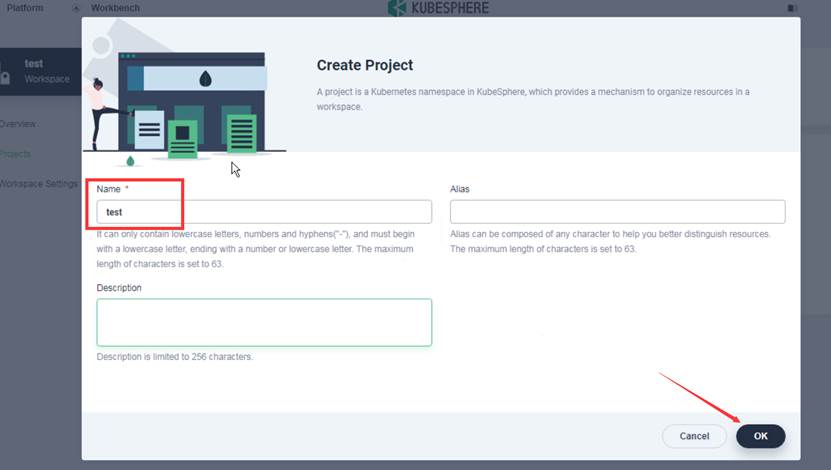 Platform
Workbench
KUBESPHERE
test
Workspace
Overview
Projects
Workspace Settings
Create Project
A project is a Kubernetes namespace in KubeSphere, which provides a mechanism to organize resources in a
workspace.
Name *
test
It can only contain lowercase letters, numbers and hyphens("-"), and must begin
with a lowercase letter, ending with a number or lowercase letter. The maximum
length of characters is set to 63.
Alias
Alias can be composed of any character to help you better distinguish resources.
The maximum length of characters is set to 63.
Description
Description is limited to 256 characters.
Cancel
OK